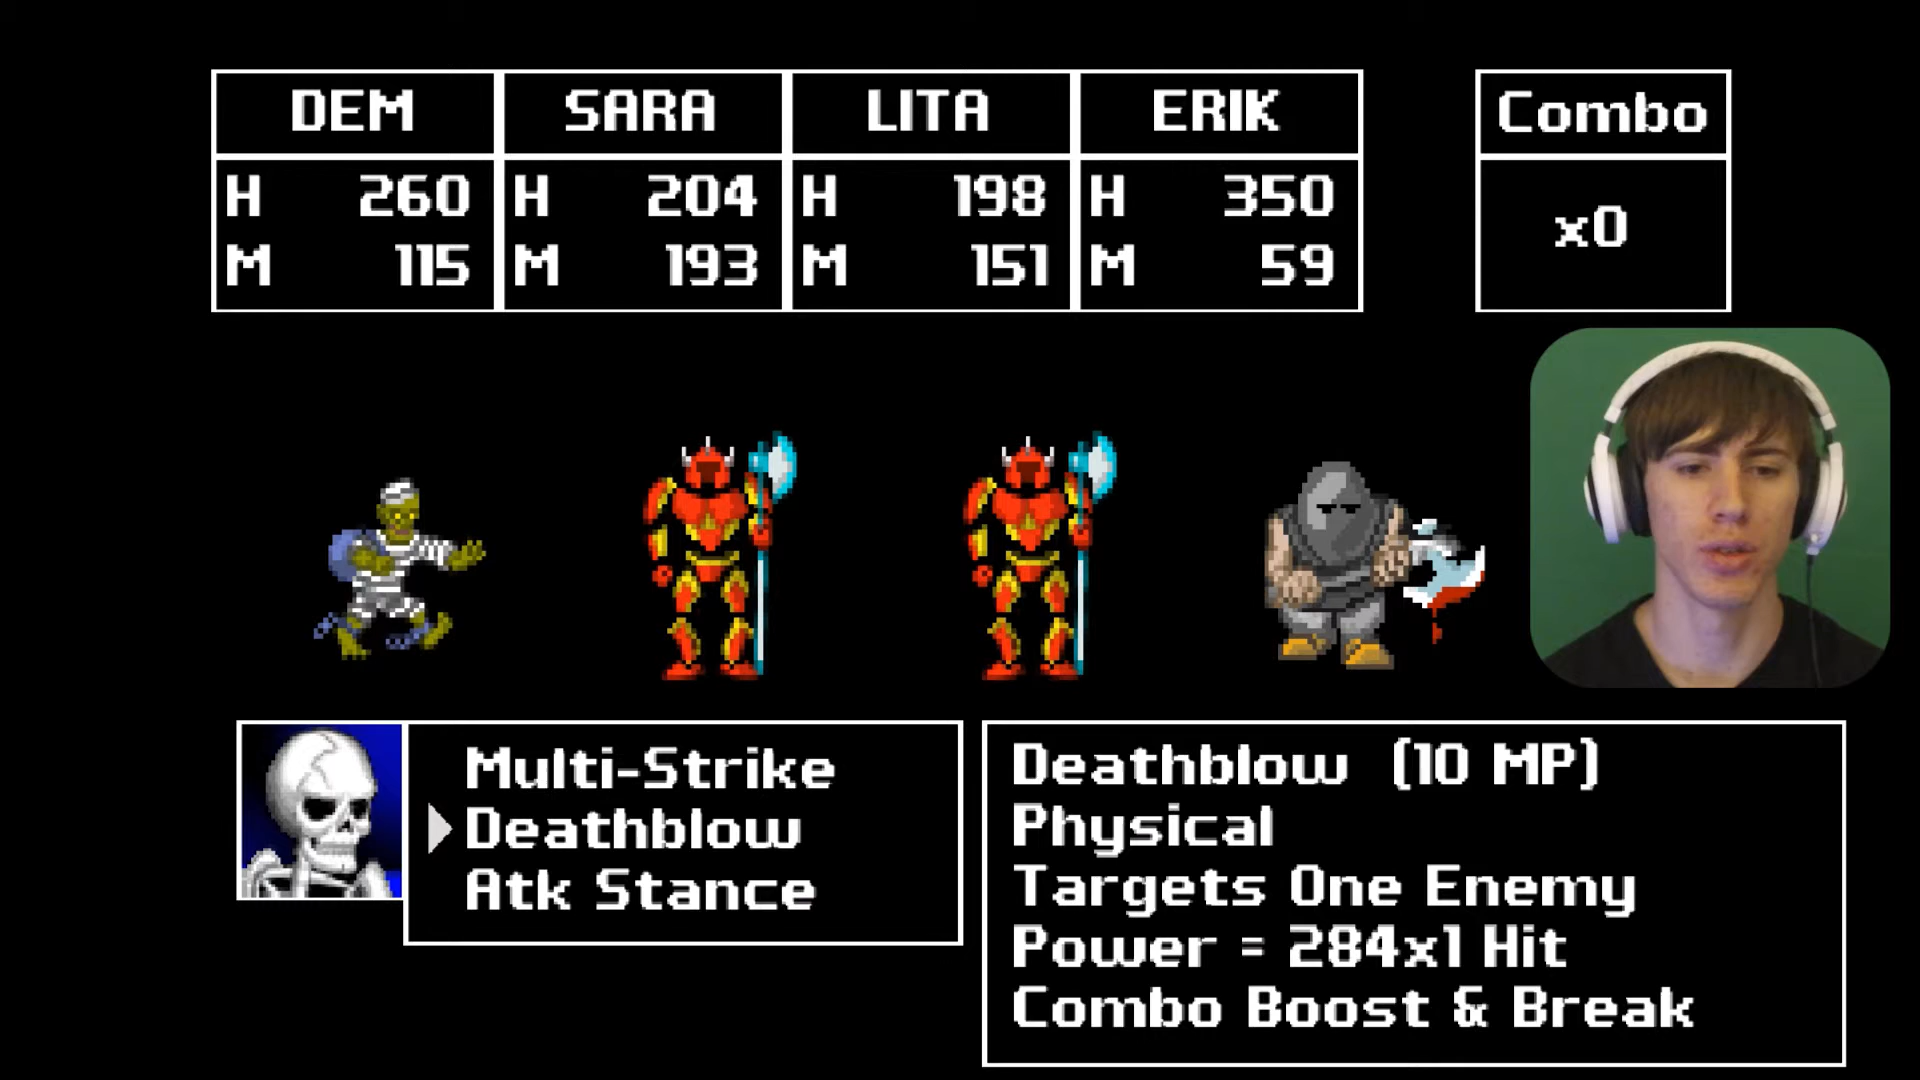 DEM SARA LITA ERIK Combo
H 260 H 204 H 198 H 350
M 115 M 193 M 151 M 59
x0
Multi-Strike
Deathblow
Atk Stance
Deathblow (10 MP)
Physical
Targets One Enemy
Power = 284x1 Hit
Combo Boost & Break